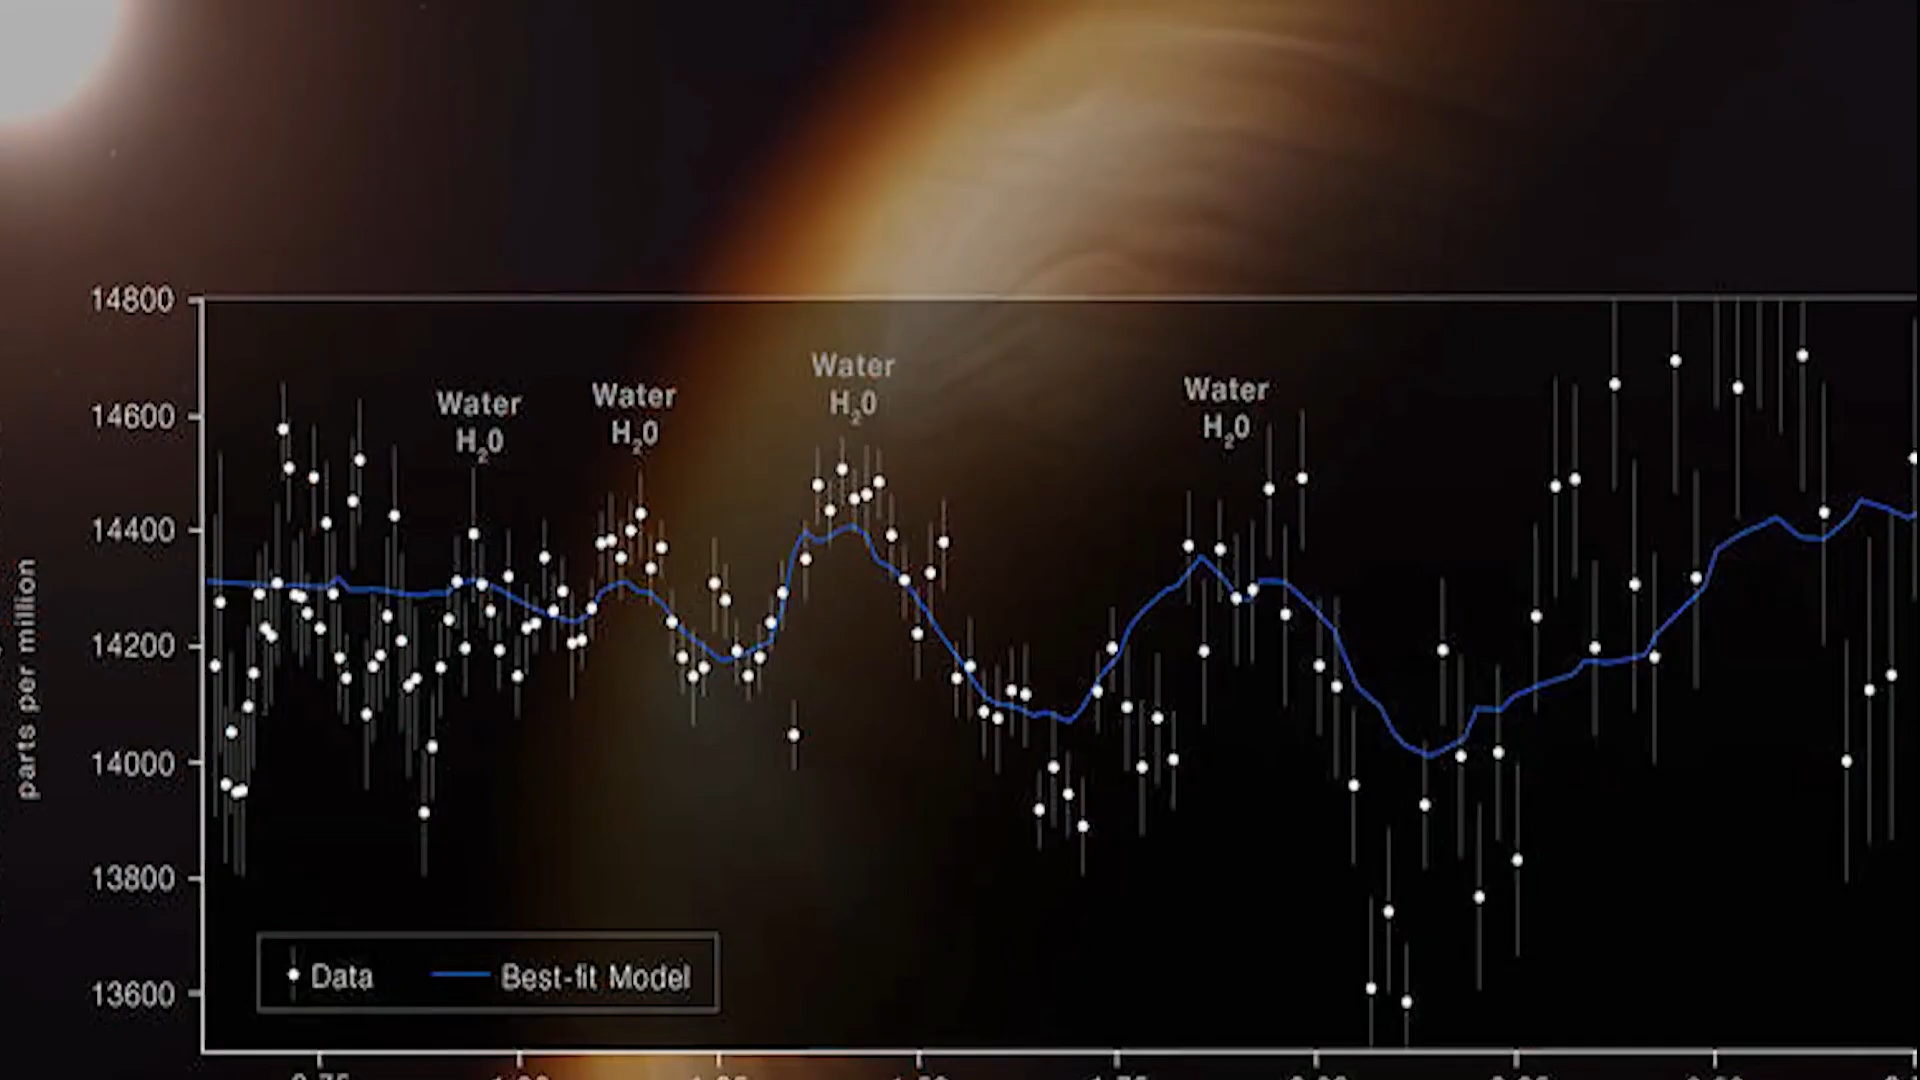 14800
Water
H2O
Water
H2O
Water
H2O
Water
H2O
14600
14400
14200
14000
13800
13600
parts per million
Data
Best-fit Model